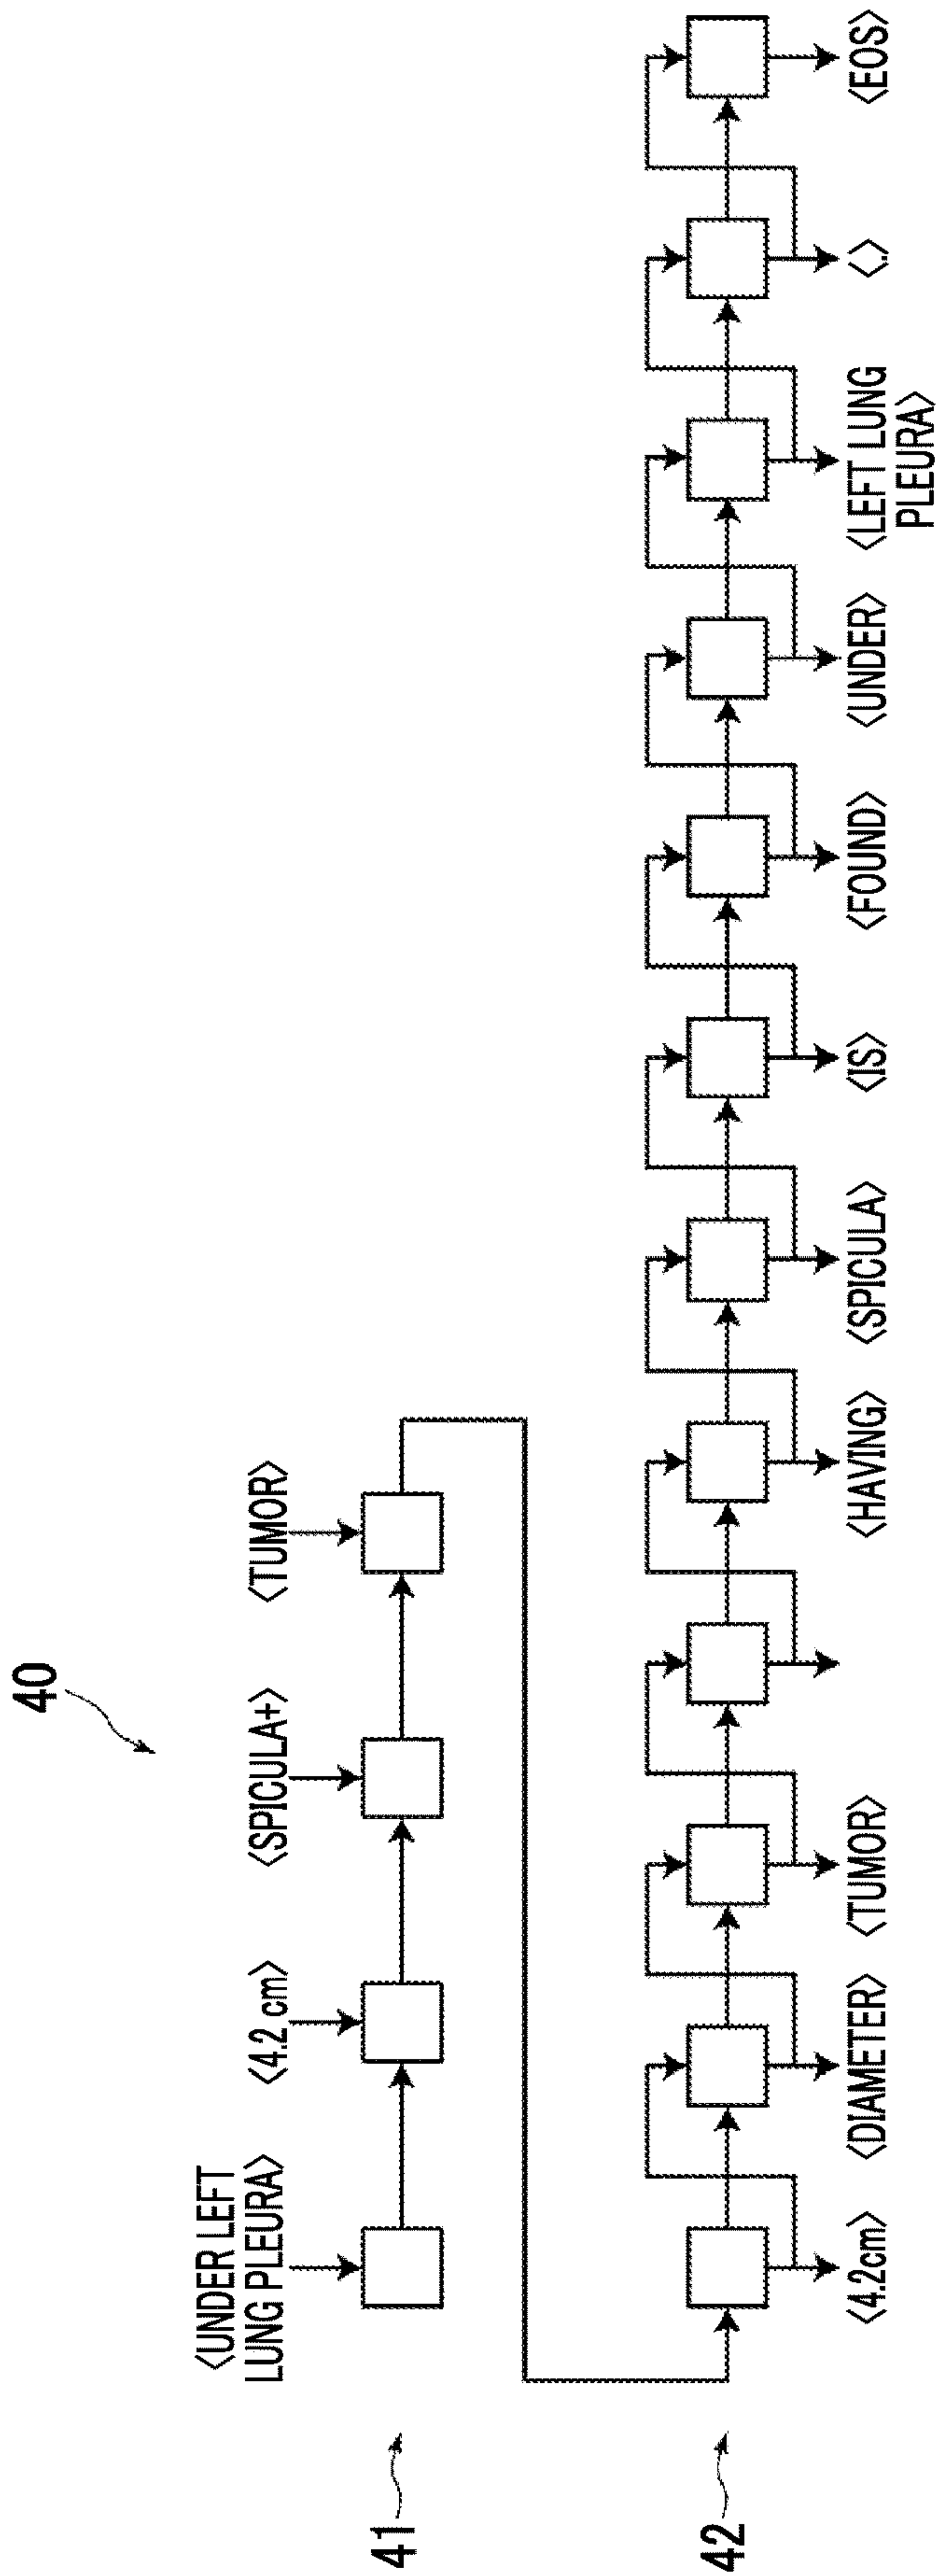 40
41
<UNDER LEFT
LUNG PLEURA>
<4.2 cm>
<SPICULA+>
<TUMOR>
42
<4.2cm>
<DIAMETER>
<TUMOR>
<HAVING>
<SPICULA>
<IS>
<FOUND>
<UNDER>
<LEFT LUNG
PLEURA>
<.>
<EOS>